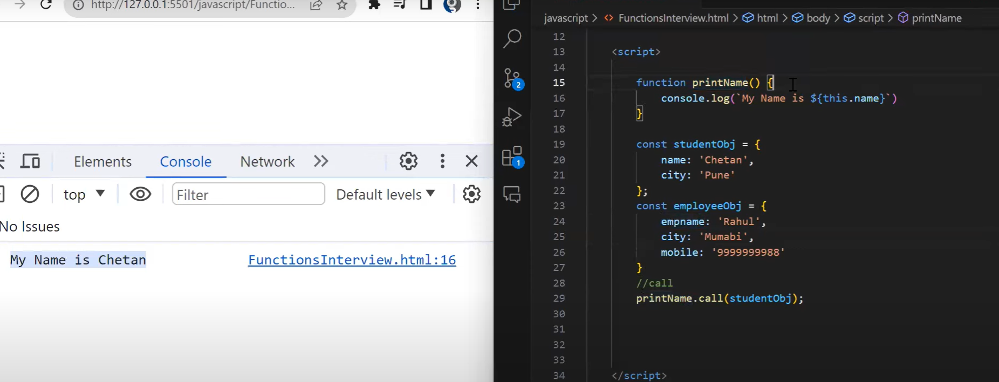 http://127.0.0.1:5501/javascript/Functio...
Elements Console Network
top Filter Default levels
No Issues
My Name is Chetan FunctionsInterview.html:16
2
1
javascript > <> FunctionsInterview.html > html > body > script > printName
12
13 <script>
14
15 function printName() {
16 console.log(`My Name is ${this.name}`)
17 }
18
19 const studentObj = {
20 name: 'Chetan',
21 city: 'Pune'
22 };
23 const employeeObj = {
24 empname: 'Rahul',
25 city: 'Mumabi',
26 mobile: '9999999988'
27 }
28 //call
29 printName.call(studentObj);
30
31
32
33
34 </script>